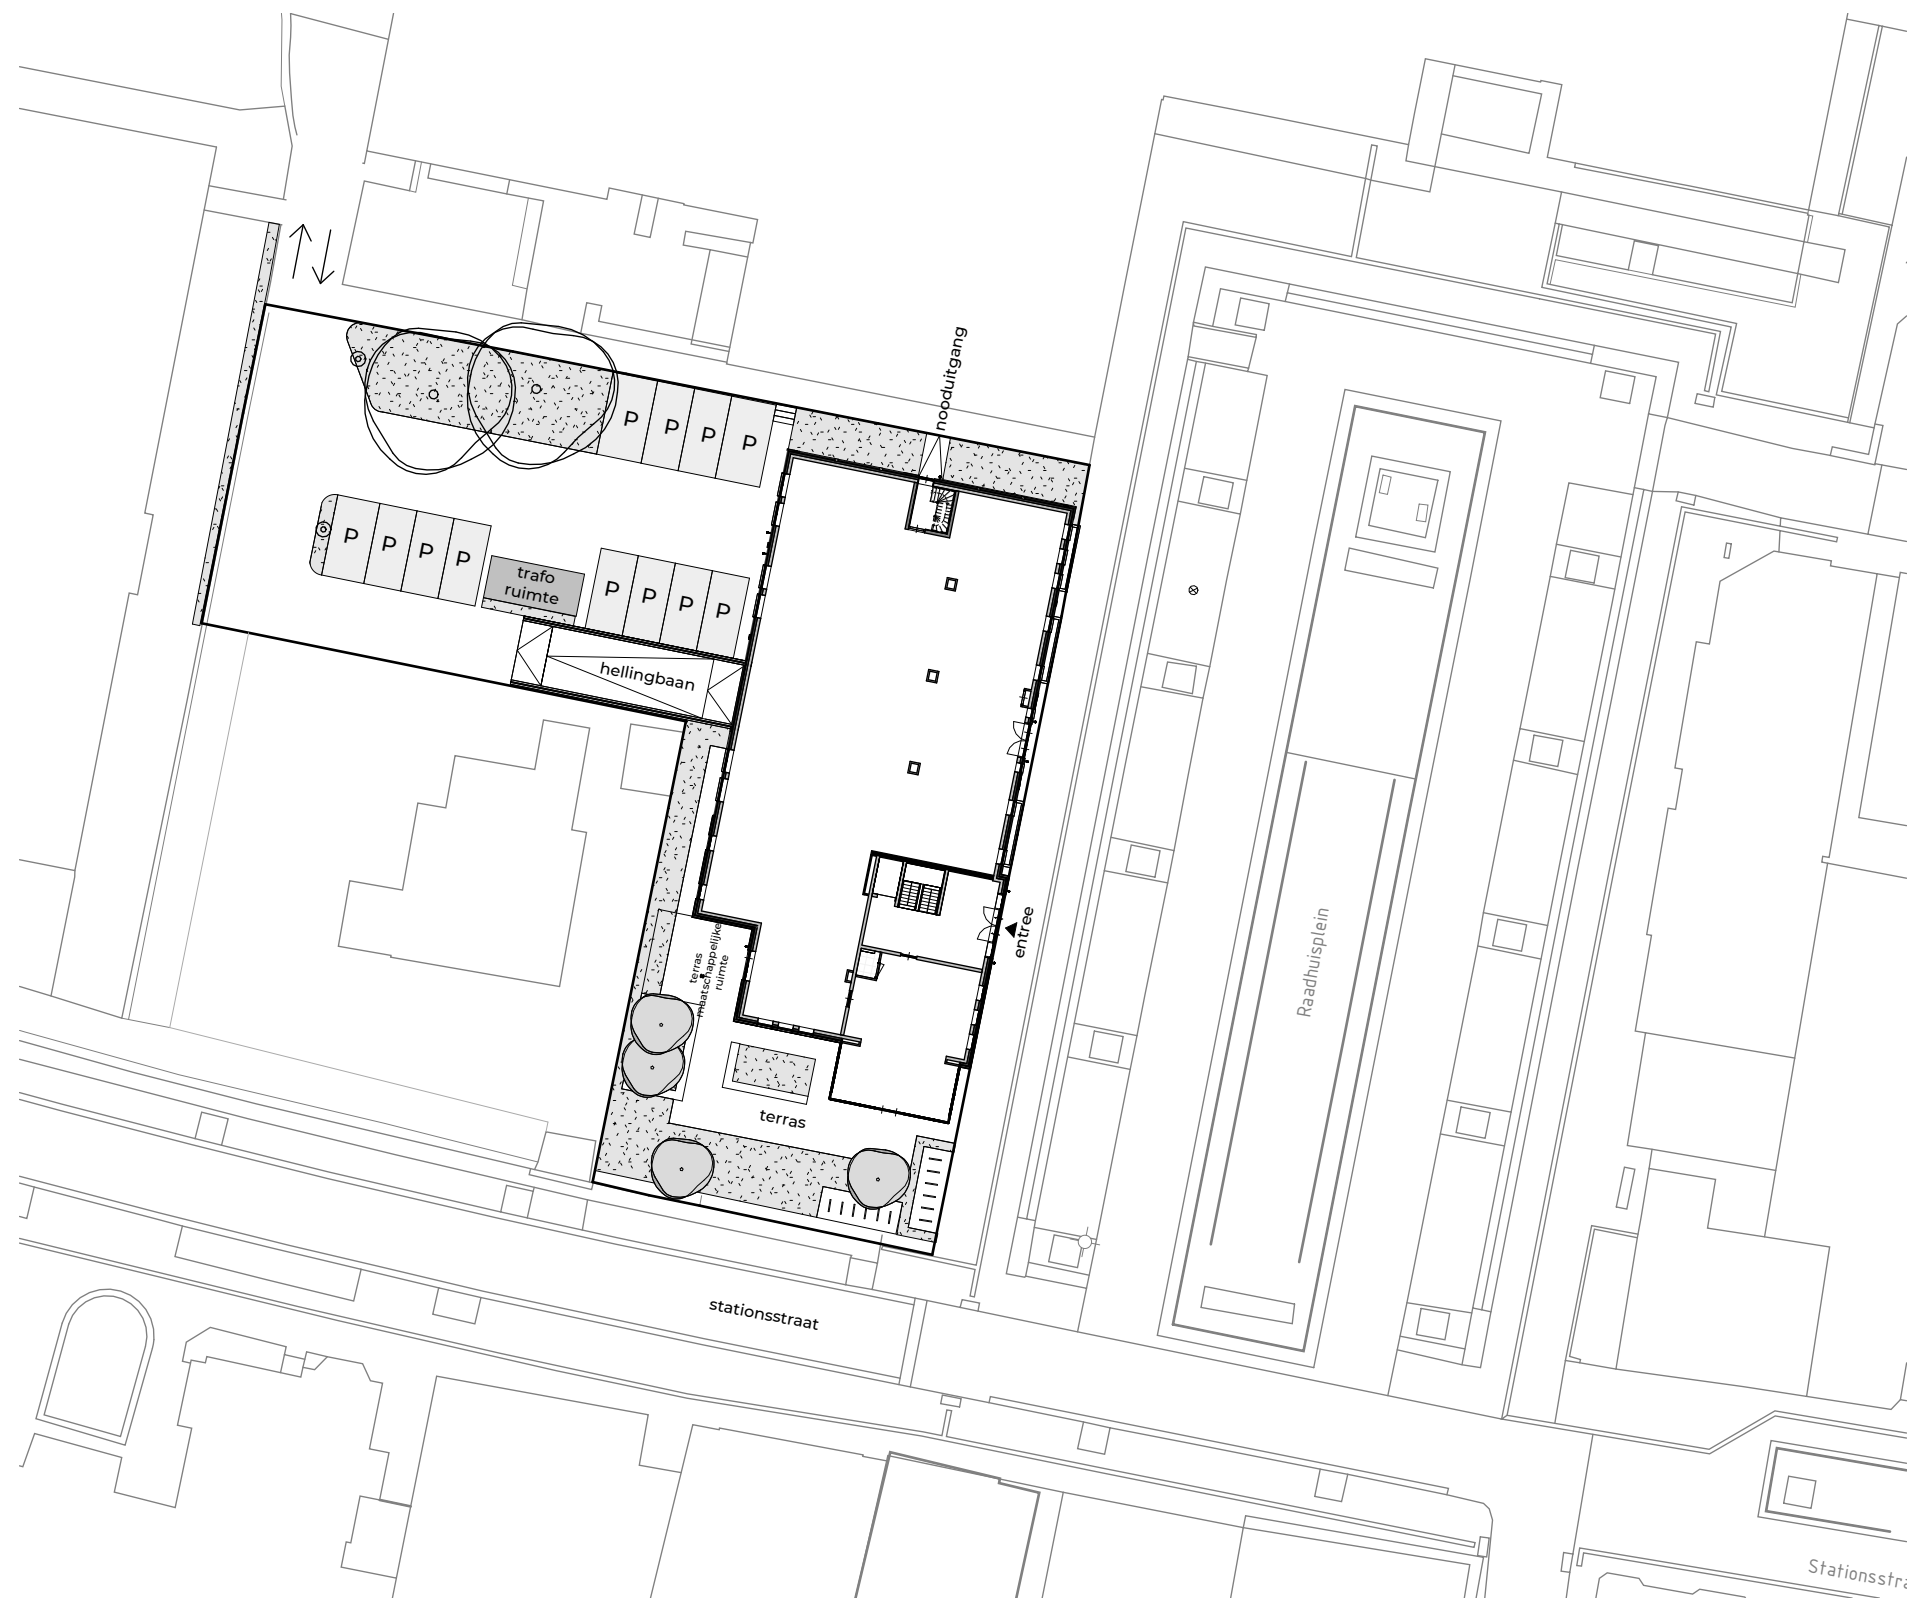 nooduitgang
P P P P
P P P P
trafo
ruimte
P P P P
hellingbaan
entree
terras
maatschappelijke
ruimte
Raadhuisplein
terras
stationsstraat
Stationsstra